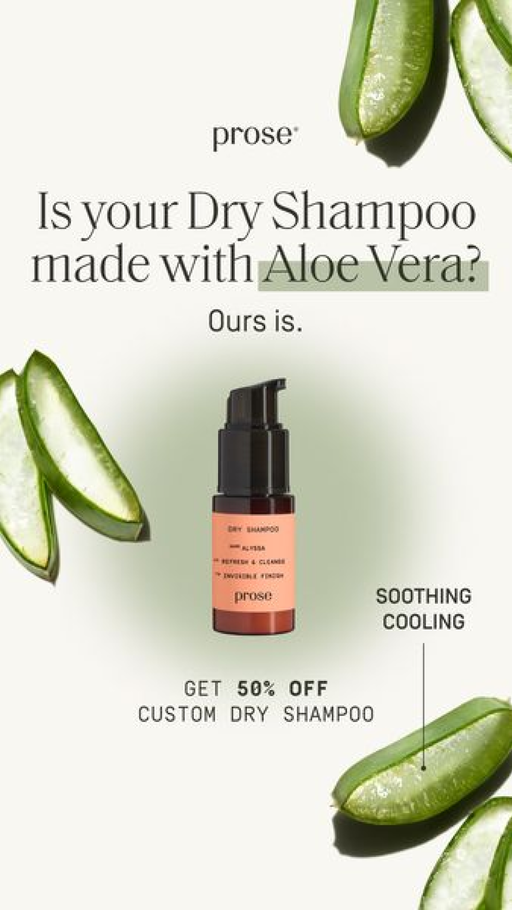 prose®
Is your Dry Shampoo
made with Aloe Vera?
Ours is.
DRY SHAMPOO
ALYSSA
REFRESH & CLEANSE
INVISIBLE FINISH
prose
SOOTHING
COOLING
GET 50% OFF
CUSTOM DRY SHAMPOO